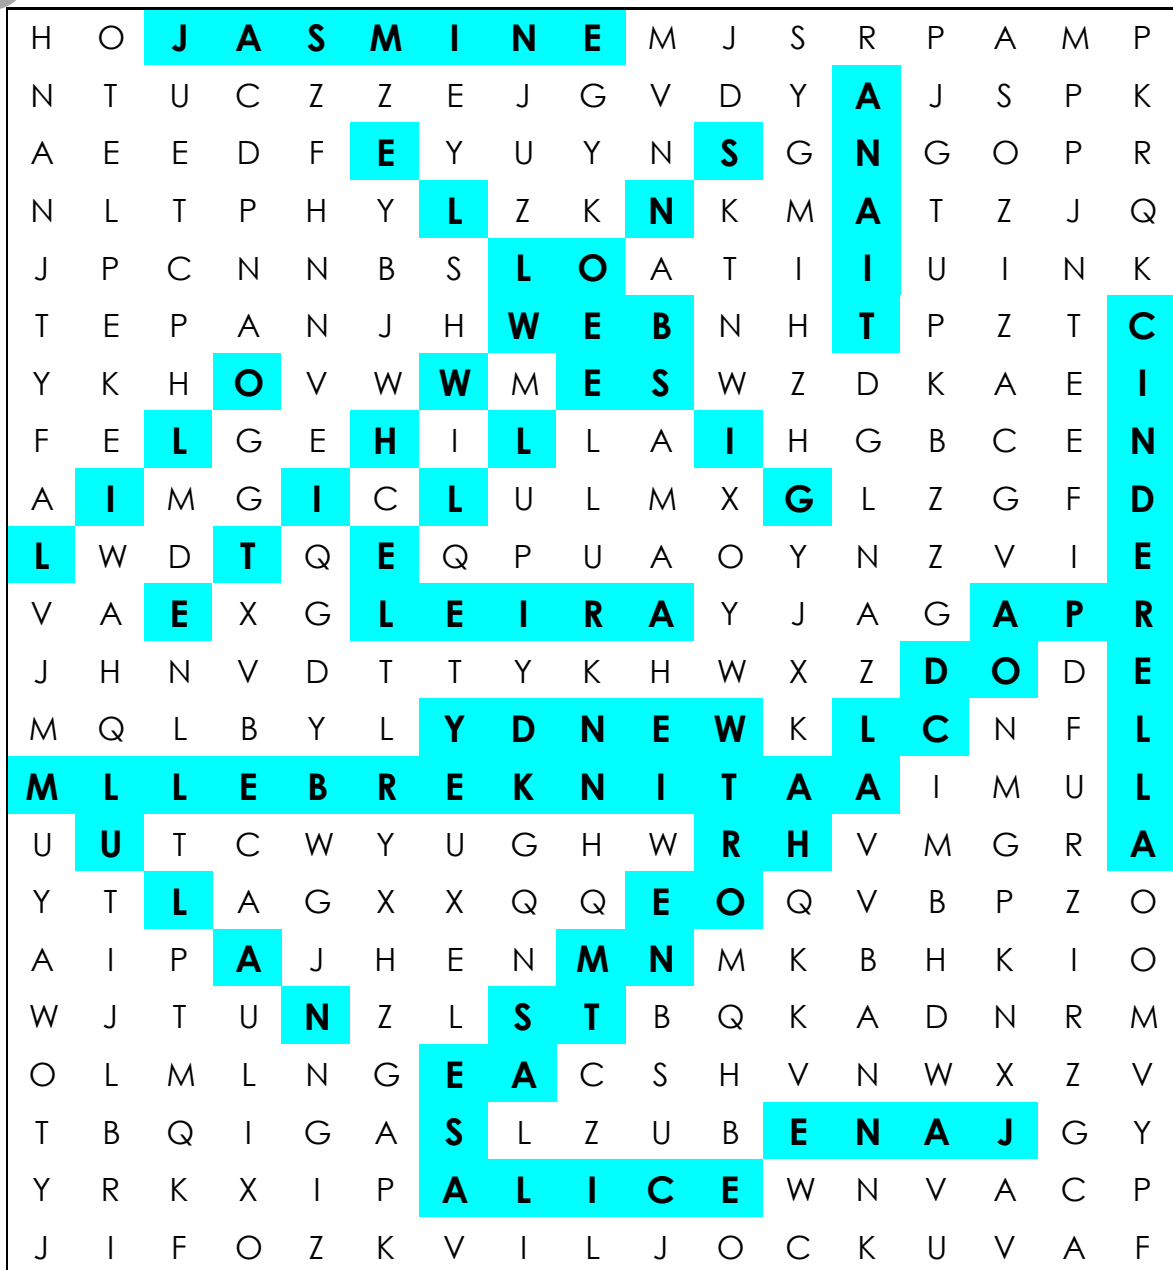 H O J A S M I N E M J S R P A M P
N T U C Z Z E J G V D Y A J S P K
A E E D F E Y U Y N S G N G O P R
N L T P H Y L Z K N K M A T Z J Q
J P C N N B S L O A T I I U I N K
T E P A N J H W E B N H T P Z T C
Y K H O V W W M E S W Z D K A E I
F E L G E H I L L A I H G B C E N
A I M G I C L U L M X G L Z G F D
L W D T Q E Q P U A O Y N Z V I E
V A E X G L E I R A Y J A G A P R
J H N V D T T Y K H W X Z D O D E
M Q L B Y L Y D N E W K L C N F L
M L L E B R E K N I T A A I M U L
U U T C W Y U G H W R H V M G R A
Y T L A G X X Q Q E O Q V B P Z O
A I P A J H E N M N M K B H K I O
W J T U N Z L S T B Q K A D N R M
O L M L N G E A C S H V N W X Z V
T B Q I G A S L Z U B E N A J G Y
Y R K X I P A L I C E W N V A C P
J I F O Z K V I L J O C K U V A F